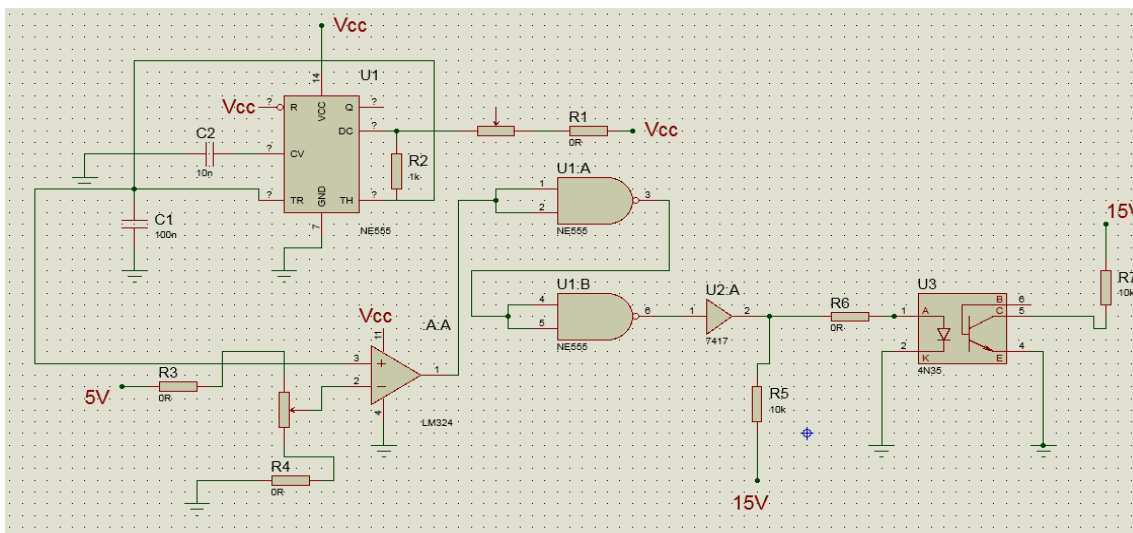 Vcc
U1
14
VCC
Vcc
?
R
Q
?
DC
?
R1
0R
Vcc
C2
10n
?
CV
R2
1k
?
TR
GND
TH
?
7
NE555
C1
100n
U1:A
1
2
3
NE555
U1:B
4
5
6
NE555
U2:A
1
2
7417
R6
0R
U3
1
A
2
K
B
6
C
5
E
4
4N35
15V
R7
10k
Vcc
11
:A:A
3
+
2
−
1
4
LM324
5V
R3
0R
R4
0R
R5
10k
15V